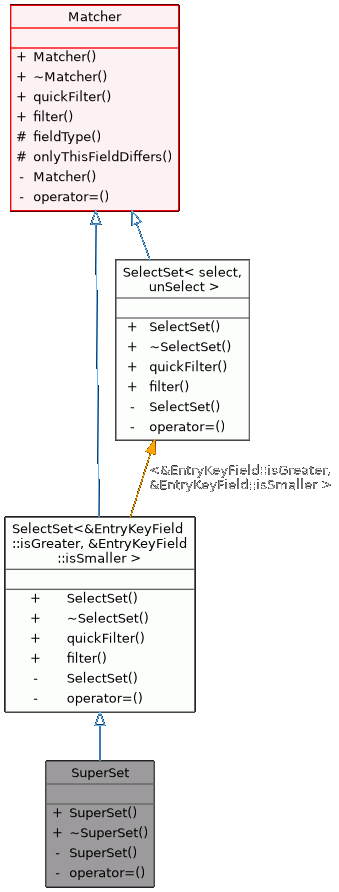 Matcher
+ Matcher()
+ ~Matcher()
+ quickFilter()
+ filter()
# fieldType()
# onlyThisFieldDiffers()
- Matcher()
- operator=()
SelectSet< select,
unSelect >
+ SelectSet()
+ ~SelectSet()
+ quickFilter()
+ filter()
- SelectSet()
- operator=()
<&EntryKeyField::isGreater,
&EntryKeyField::isSmaller >
SelectSet<&EntryKeyField
::isGreater, &EntryKeyField
::isSmaller >
+ SelectSet()
+ ~SelectSet()
+ quickFilter()
+ filter()
- SelectSet()
- operator=()
SuperSet
+ SuperSet()
+ ~SuperSet()
- SuperSet()
- operator=()